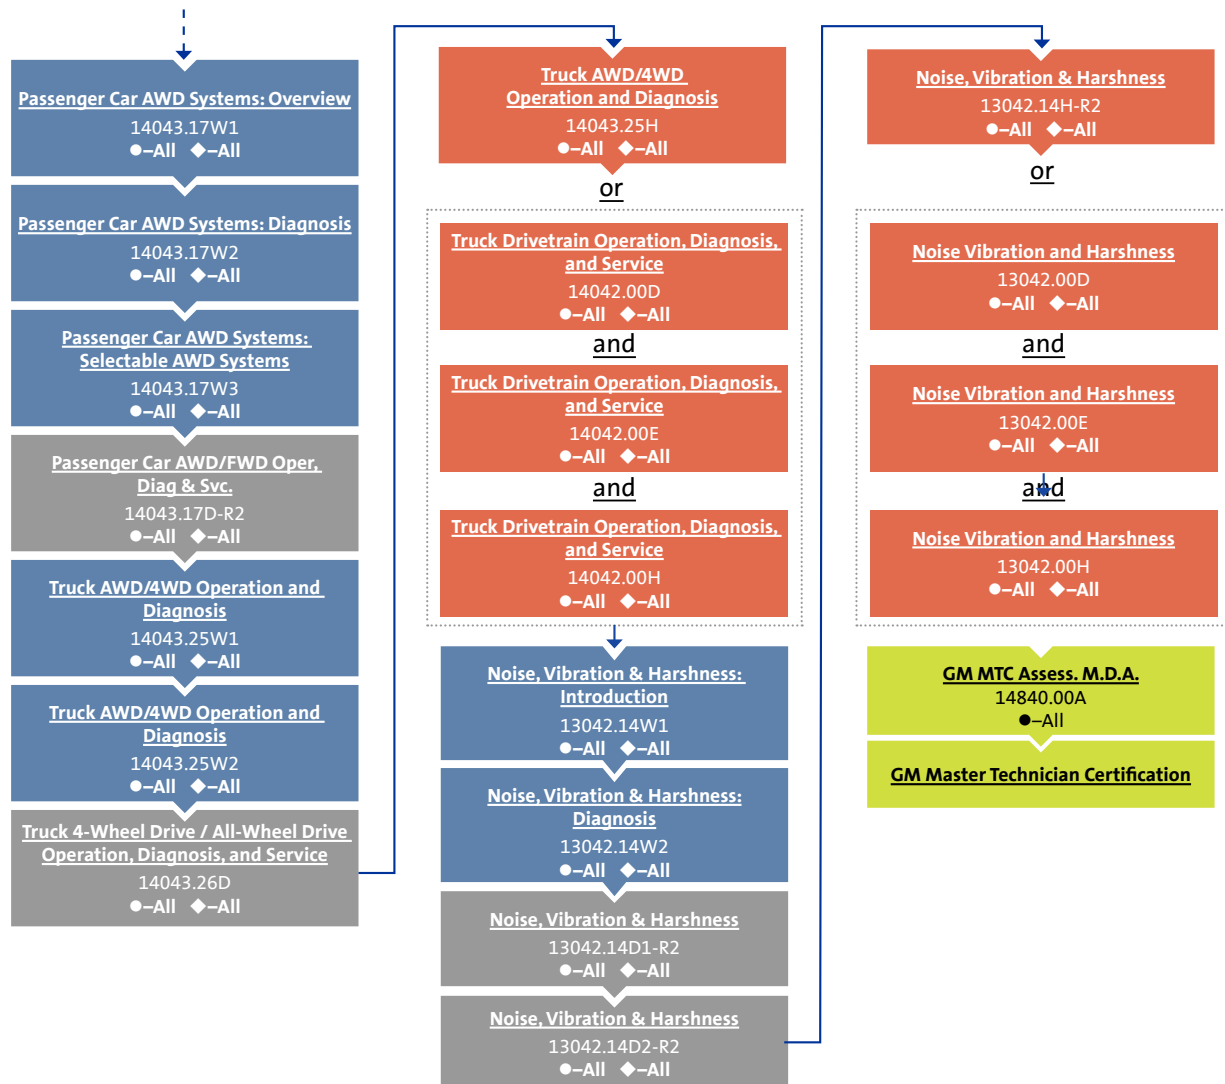 Passenger Car AWD Systems: Overview
14043.17W1
●–All ◆–All
Passenger Car AWD Systems: Diagnosis
14043.17W2
●–All ◆–All
Passenger Car AWD Systems:
Selectable AWD Systems
14043.17W3
●–All ◆–All
Passenger Car AWD/FWD Oper,
Diag & Svc.
14043.17D-R2
●–All ◆–All
Truck AWD/4WD Operation and
Diagnosis
14043.25W1
●–All ◆–All
Truck AWD/4WD Operation and
Diagnosis
14043.25W2
●–All ◆–All
Truck 4-Wheel Drive / All-Wheel Drive
Operation, Diagnosis, and Service
14043.26D
●–All ◆–All
Truck AWD/4WD
Operation and Diagnosis
14043.25H
●–All ◆–All
or
Truck Drivetrain Operation, Diagnosis,
and Service
14042.00D
●–All ◆–All
and
Truck Drivetrain Operation, Diagnosis,
and Service
14042.00E
●–All ◆–All
and
Truck Drivetrain Operation, Diagnosis,
and Service
14042.00H
●–All ◆–All
Noise, Vibration & Harshness:
Introduction
13042.14W1
●–All ◆–All
Noise, Vibration & Harshness:
Diagnosis
13042.14W2
●–All ◆–All
Noise, Vibration & Harshness
13042.14D1-R2
●–All ◆–All
Noise, Vibration & Harshness
13042.14D2-R2
●–All ◆–All
Noise, Vibration & Harshness
13042.14H-R2
●–All ◆–All
or
Noise Vibration and Harshness
13042.00D
●–All ◆–All
and
Noise Vibration and Harshness
13042.00E
●–All ◆–All
and
Noise Vibration and Harshness
13042.00H
●–All ◆–All
GM MTC Assess. M.D.A.
14840.00A
●–All
GM Master Technician Certification